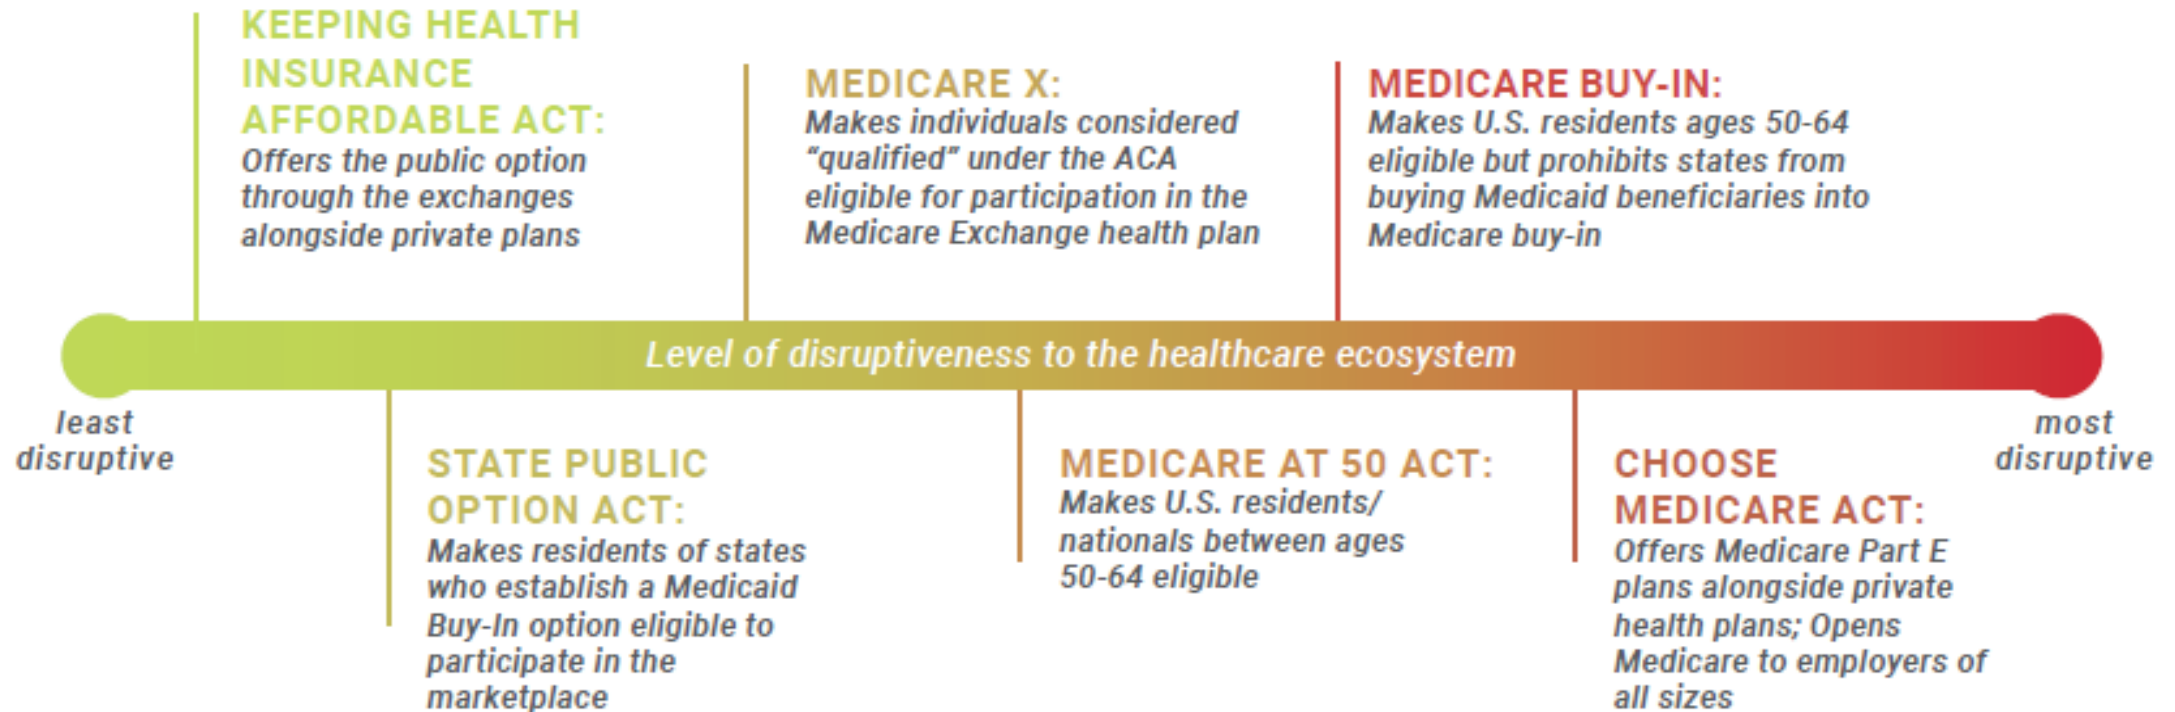 KEEPING HEALTH
INSURANCE
AFFORDABLE ACT:
Offers the public option
through the exchanges
alongside private plans
MEDICARE X:
Makes individuals considered
“qualified” under the ACA
eligible for participation in the
Medicare Exchange health plan
MEDICARE BUY-IN:
Makes U.S. residents ages 50-64
eligible but prohibits states from
buying Medicaid beneficiaries into
Medicare buy-in
Level of disruptiveness to the healthcare ecosystem
least
disruptive
most
disruptive
STATE PUBLIC
OPTION ACT:
Makes residents of states
who establish a Medicaid
Buy-In option eligible to
participate in the
marketplace
MEDICARE AT 50 ACT:
Makes U.S. residents/
nationals between ages
50-64 eligible
CHOOSE
MEDICARE ACT:
Offers Medicare Part E
plans alongside private
health plans; Opens
Medicare to employers of
all sizes